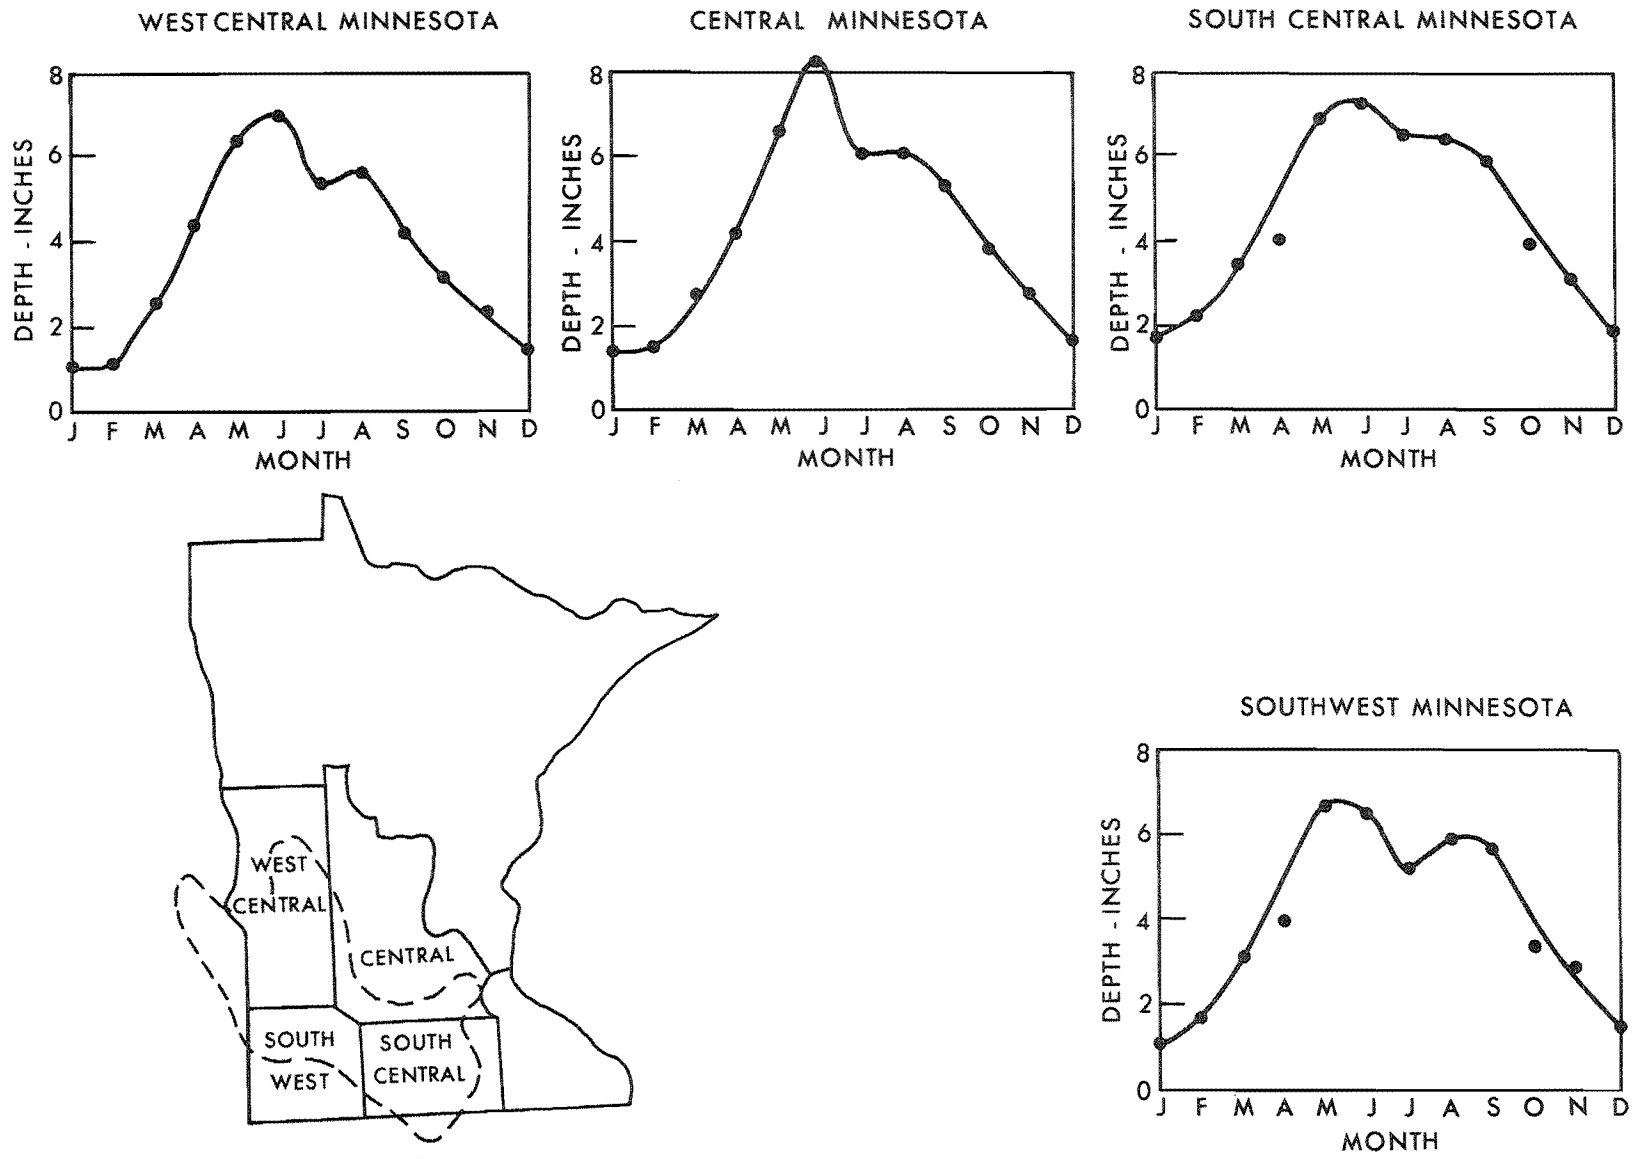 WEST CENTRAL MINNESOTA
8
6
4
2
0
DEPTH - INCHES
J F M A M J J A S O N D
MONTH
CENTRAL MINNESOTA
8
6
4
2
0
DEPTH - INCHES
J F M A M J J A S O N D
MONTH
SOUTH CENTRAL MINNESOTA
8
6
4
2
0
DEPTH - INCHES
J F M A M J J A S O N D
MONTH
WEST
CENTRAL
CENTRAL
SOUTH
WEST
SOUTH
CENTRAL
SOUTHWEST MINNESOTA
8
6
4
2
0
DEPTH - INCHES
J F M A M J J A S O N D
MONTH